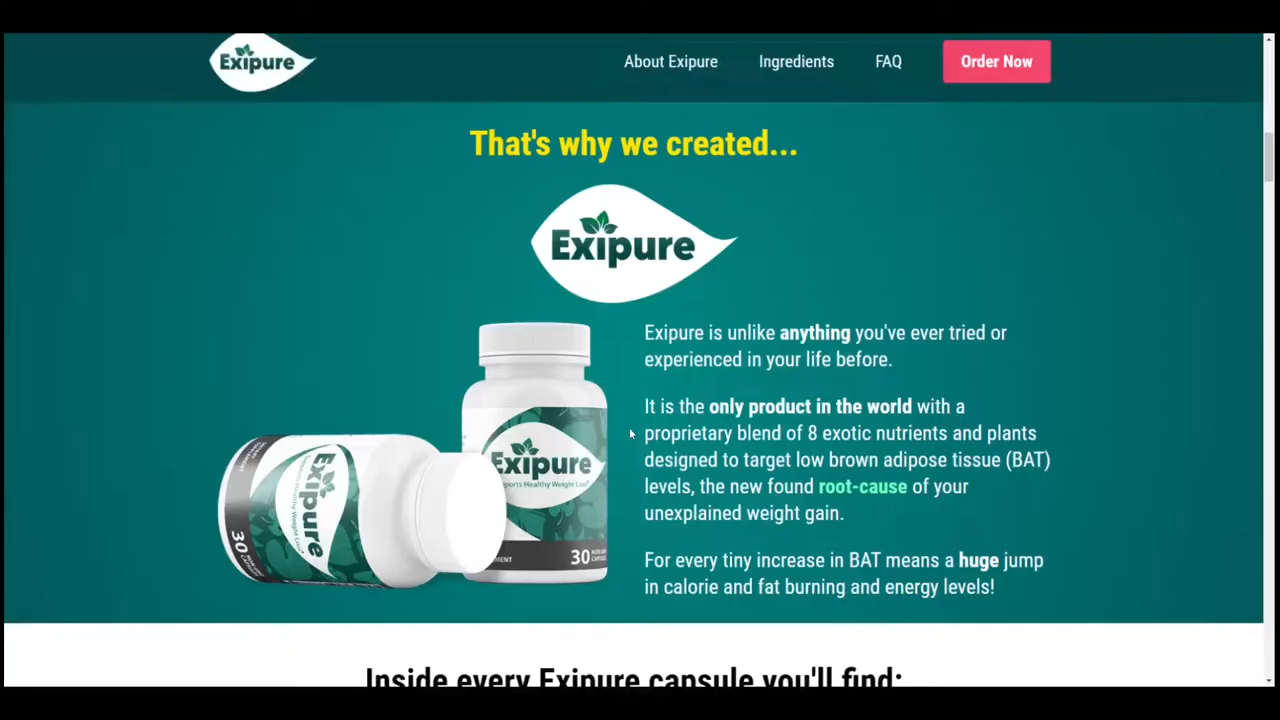 Exipure
About Exipure
Ingredients
FAQ
Order Now
That's why we created...
Exipure
Exipure is unlike anything you've ever tried or
experienced in your life before.
It is the only product in the world with a
proprietary blend of 8 exotic nutrients and plants
designed to target low brown adipose tissue (BAT)
levels, the new found root-cause of your
unexplained weight gain.
For every tiny increase in BAT means a huge jump
in calorie and fat burning and energy levels!
Exipure
30
Exipure
30
Inside every Exipure capsule you'll find: